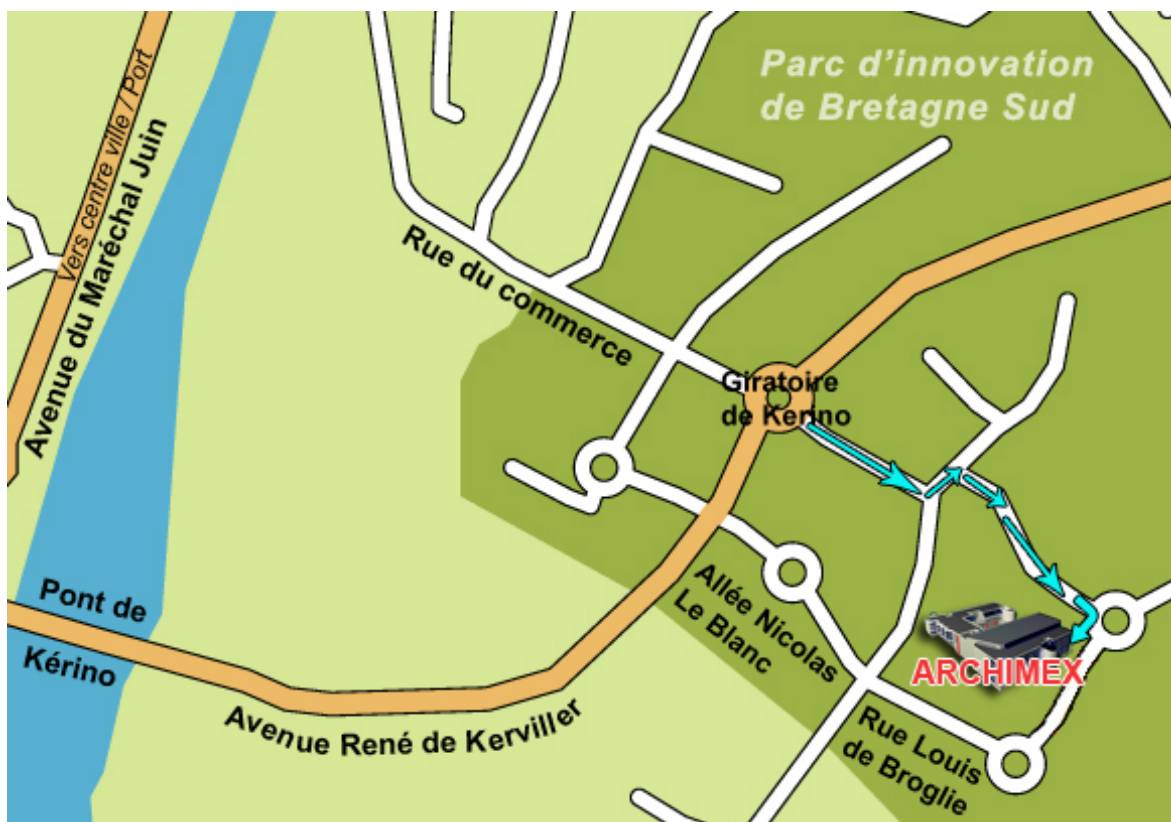 Parc d'innovation
de Bretagne Sud
Vers centre ville / Port
Avenue du Maréchal Juin
Rue du commerce
Giratoire
de Kerino
Pont de
Kérino
Allée Nicolas
Le Blanc
ARCHIMEX
Avenue René de Kerviller
Rue Louis
de Broglie